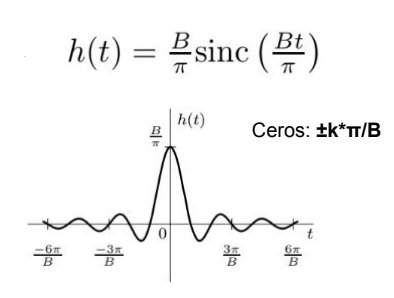 h(t) = B/π sinc (Bt/π)
h(t)
B/π
Ceros: ±k*π/B
0
t
-6π/B -3π/B 3π/B 6π/B